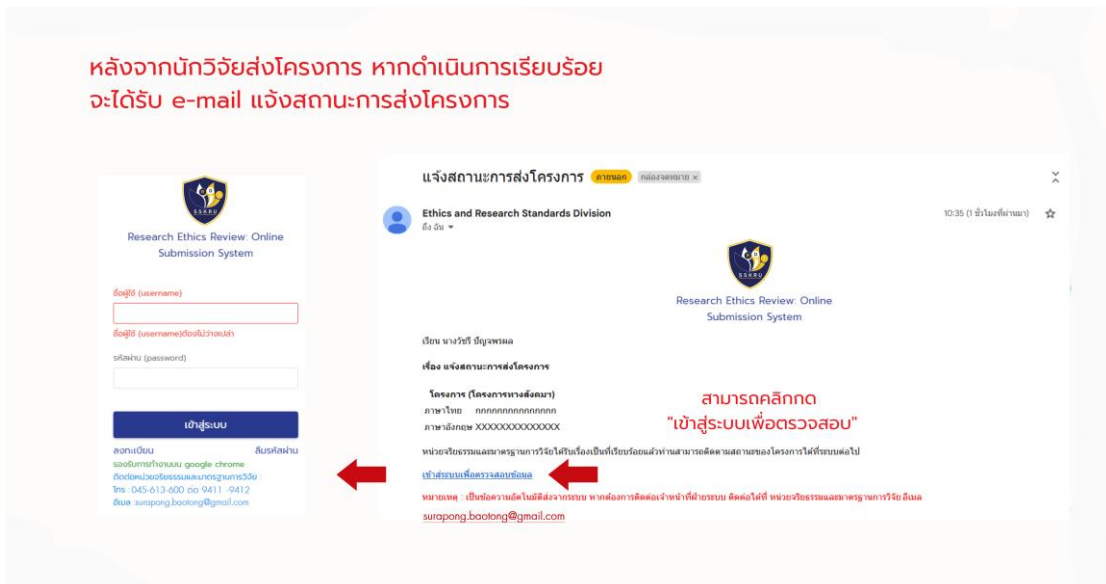 หลังจากนักวิจัยส่งโครงการ หากดำเนินการเรียบร้อย
จะได้รับ e-mail แจ้งสถานะการส่งโครงการ
SSKRU
Research Ethics Review: Online
Submission System
ชื่อผู้ใช้ (username)
ชื่อผู้ใช้ (username)ต้องไม่ว่างเปล่า
รหัสผ่าน (password)
เข้าสู่ระบบ
ลงทะเบียน ลืมรหัสผ่าน
รองรับการทำงานบน google chrome
ติดต่อหน่วยจริยธรรมและมาตรฐานการวิจัย :
โทร : 045-613-600 ต่อ 9411 -9412
อีเมล :surapong.baotong@gmail.com
แจ้งสถานะการส่งโครงการ ภายนอก กล่องจดหมาย ×
Ethics and Research Standards Division 10:35 (1 ชั่วโมงที่ผ่านมา)
ถึง ฉัน
SSKRU
Research Ethics Review: Online
Submission System
เรียน นางวัชรี ปัญจพรผล
เรื่อง แจ้งสถานะการส่งโครงการ
โครงการ (โครงการทางสังคมา)
ภาษาไทย กกกกกกกกกกกกกกก
ภาษาอังกฤษ XXXXXXXXXXXXX
สามารถคลิกกด
"เข้าสู่ระบบเพื่อตรวจสอบ"
หน่วยจริยธรรมและมาตรฐานการวิจัยได้รับเรื่องเป็นที่เรียบร้อยแล้วท่านสามารถติดตามสถานะของโครงการได้ที่ระบบต่อไป
เข้าสู่ระบบเพื่อตรวจสอบข้อมูล
หมายเหตุ : เป็นข้อความอัตโนมัติส่งจากระบบ หากต้องการติดต่อเจ้าหน้าที่ฝ่ายระบบ ติดต่อได้ที่ หน่วยจริยธรรมและมาตรฐานการวิจัย อีเมล
surapong.baotong@gmail.com